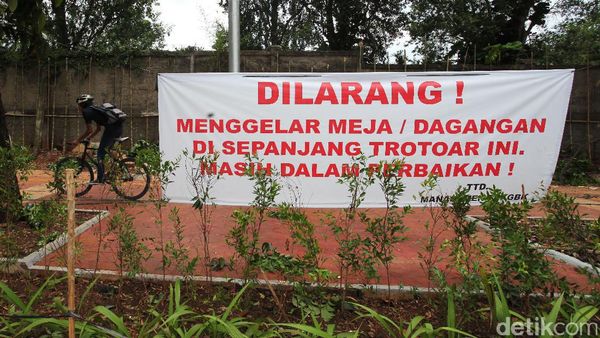 DILARANG !
MENGGELAR MEJA / DAGANGAN
DI SEPANJANG TROTOAR INI.
MASIH DALAM PERBAIKAN !
TTD
detikcom